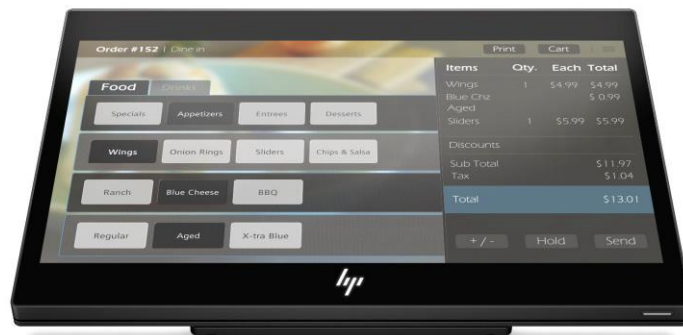 Order #152 | Dine in
Print Cart
Food Drinks
Specials Appetizers Entrees Desserts
Wings Onion Rings Sliders Chips & Salsa
Ranch Blue Cheese BBQ
Regular Aged X-tra Blue
Items Qty. Each Total
Wings 1 $4.99 $4.99
Blue Chz $ 0.99
Aged
Sliders 1 $5.99 $5.99
Discounts
Sub Total $11.97
Tax $1.04
Total $13.01
+ / - Hold Send
hp